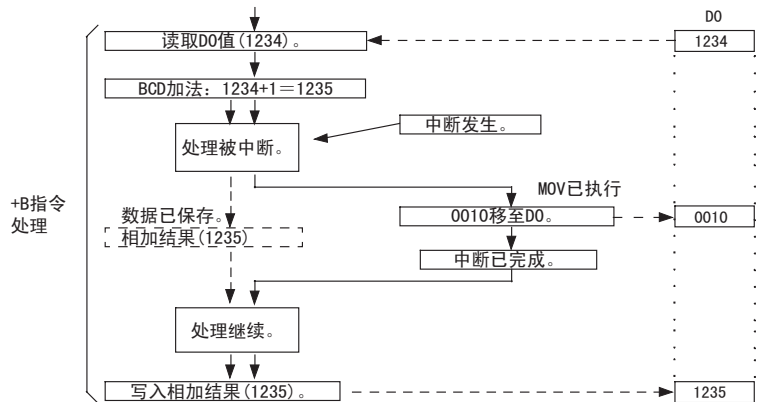 D0
读取D0值(1234)。
1234
BCD加法：1234+1＝1235
中断发生。
处理被中断。
MOV已执行
+B指令
处理
数据已保存。
0010移至D0。
0010
相加结果(1235)
中断已完成。
处理继续。
写入相加结果(1235)。
1235